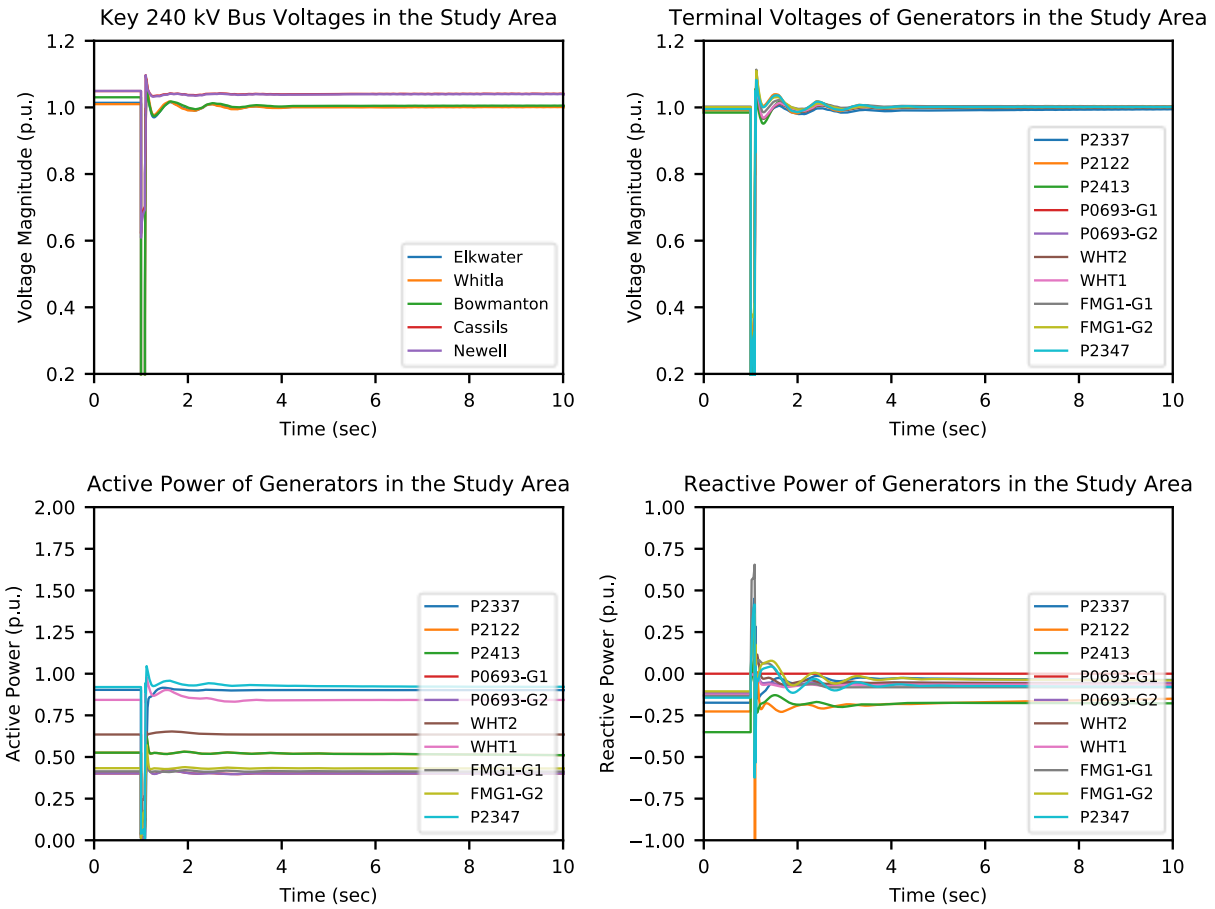 Key 240 kV Bus Voltages in the Study Area
Voltage Magnitude (p.u.)
1.2
1.0
0.8
0.6
0.4
0.2
0 2 4 6 8 10
Time (sec)
Elkwater
Whitla
Bowmanton
Cassils
Newell
Terminal Voltages of Generators in the Study Area
Voltage Magnitude (p.u.)
1.2
1.0
0.8
0.6
0.4
0.2
0 2 4 6 8 10
Time (sec)
P2337
P2122
P2413
P0693-G1
P0693-G2
WHT2
WHT1
FMG1-G1
FMG1-G2
P2347
Active Power of Generators in the Study Area
Active Power (p.u.)
2.00
1.75
1.50
1.25
1.00
0.75
0.50
0.25
0.00
0 2 4 6 8 10
Time (sec)
P2337
P2122
P2413
P0693-G1
P0693-G2
WHT2
WHT1
FMG1-G1
FMG1-G2
P2347
Reactive Power of Generators in the Study Area
Reactive Power (p.u.)
1.00
0.75
0.50
0.25
0.00
−0.25
−0.50
−0.75
−1.00
0 2 4 6 8 10
Time (sec)
P2337
P2122
P2413
P0693-G1
P0693-G2
WHT2
WHT1
FMG1-G1
FMG1-G2
P2347